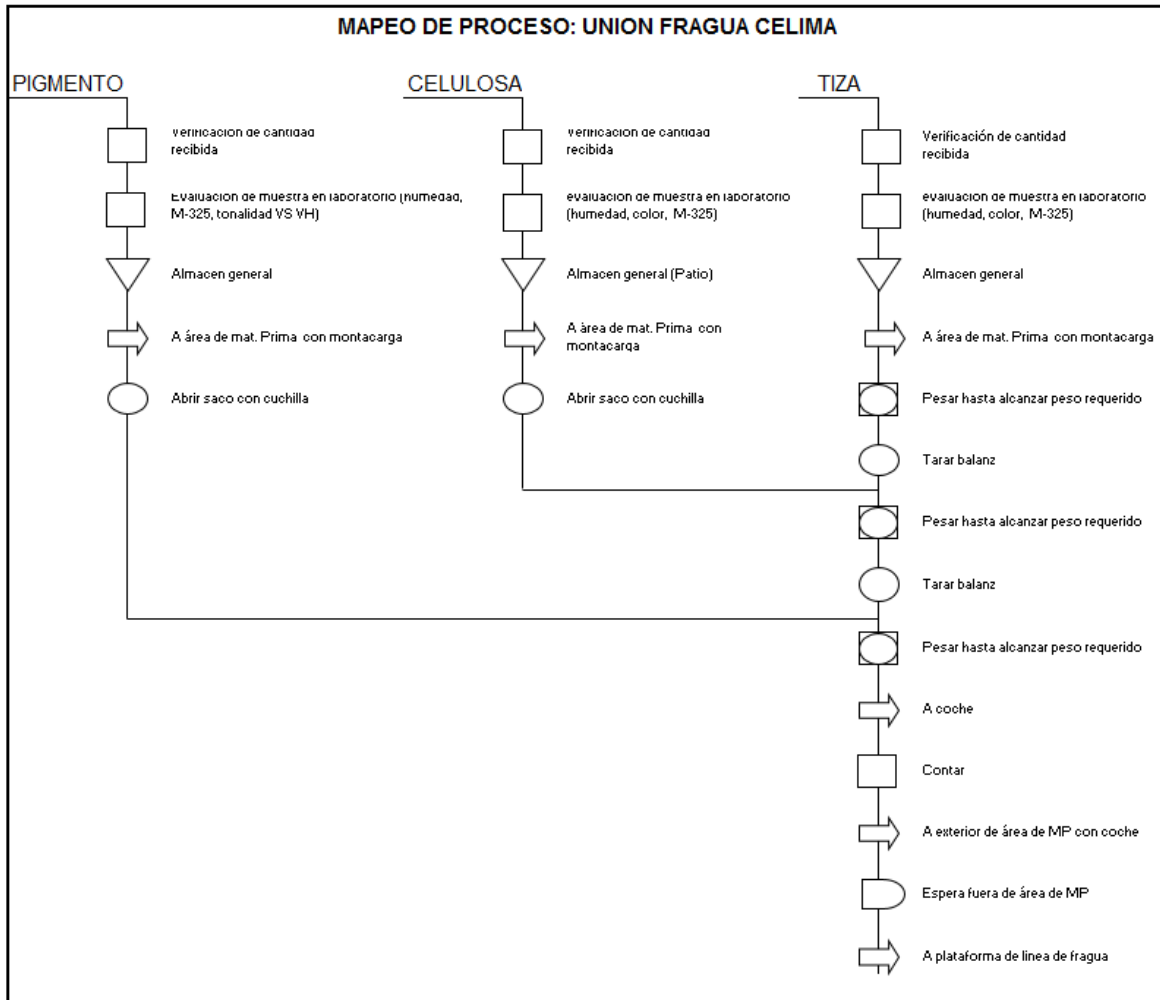 MAPEO DE PROCESO: UNION FRAGUA CELIMA
PIGMENTO
CELULOSA
TIZA
Verificación de cantidad
recibida
Verificación de cantidad
recibida
Verificación de cantidad
recibida
Evaluación de muestra en laboratorio (humedad,
M-325, tonalidad VS VH)
evaluación de muestra en laboratorio
(humedad, color, M-325)
evaluación de muestra en laboratorio
(humedad, color, M-325)
Almacen general
Almacen general (Patio)
Almacen general
A área de mat. Prima con montacarga
A área de mat. Prima con
montacarga
A área de mat. Prima con montacarga
Abrir saco con cuchilla
Abrir saco con cuchilla
Pesar hasta alcanzar peso requerido
Tarar balanz
Pesar hasta alcanzar peso requerido
Tarar balanz
Pesar hasta alcanzar peso requerido
A coche
Contar
A exterior de área de MP con coche
Espera fuera de área de MP
A plataforma de linea de fragua